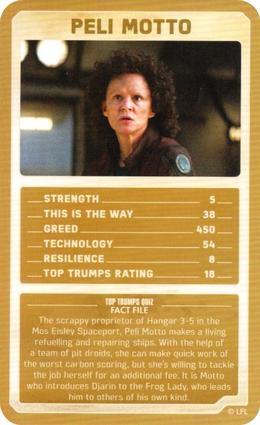 PELI MOTTO
STRENGTH 5
THIS IS THE WAY 38
GREED 450
TECHNOLOGY 54
RESILIENCE 8
TOP TRUMPS RATING 18
TOP TRUMPS QUIZ
FACT FILE
The scrappy proprietor of Hangar 3-5 in the
Mos Eisley Spaceport, Peli Motto makes a living
refuelling and repairing ships. With the help of
a team of pit droids, she can make quick work of
the worst carbon scoring, but she's willing to tackle
the job herself for an additional fee. It is Motto
who introduces Djarin to the Frog Lady, who leads
him to others of his own kind.
© LFL